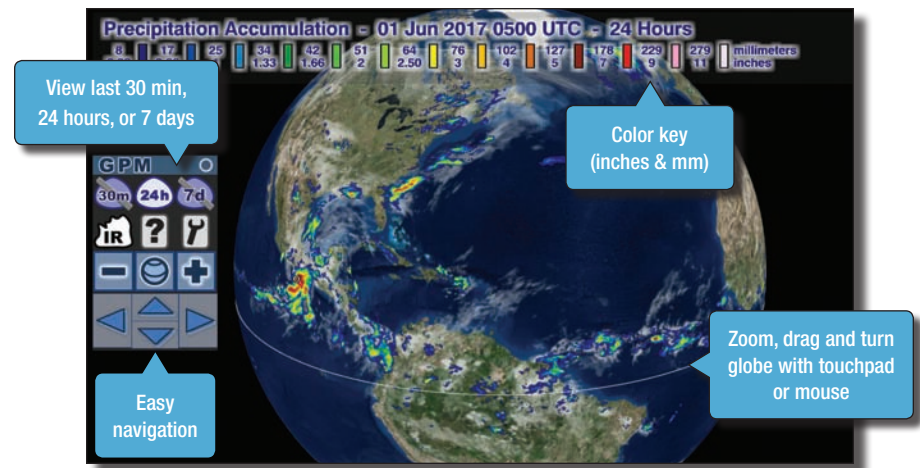 Precipitation Accumulation - 01 Jun 2017 0500 UTC - 24 Hours
8 17 25 34 42 51 64 76 102 127 178 229 279 millimeters
1.33 1.66 2 2.50 3 4 5 7 9 11 inches
View last 30 min,
24 hours, or 7 days
Color key
(inches & mm)
GPM
30m 24h 7d
IR ?
Zoom, drag and turn
globe with touchpad
or mouse
Easy
navigation